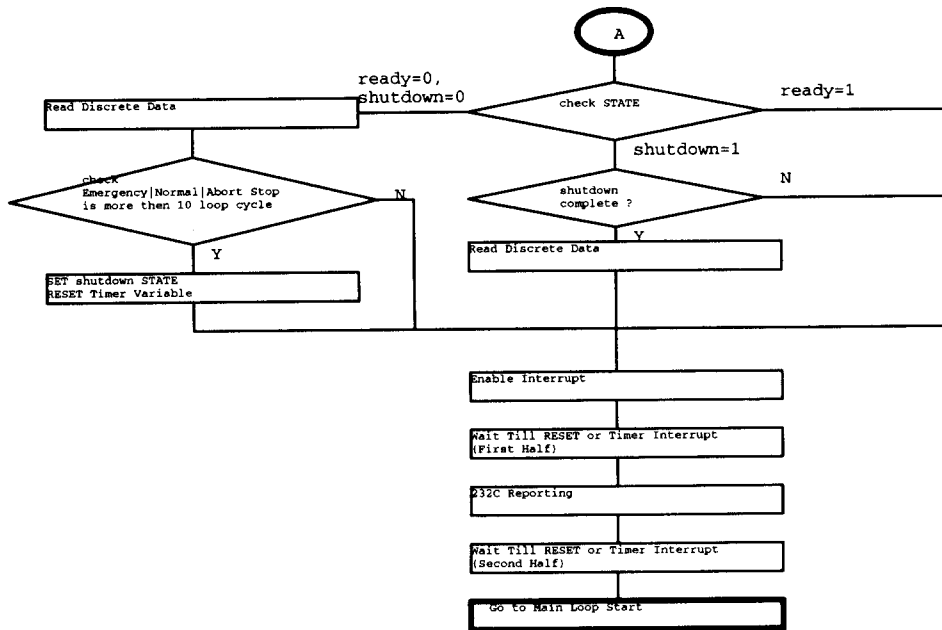 A
ready=0,
shutdown=0
Read Discrete Data
check STATE
ready=1
shutdown=1
check
Emergency|Normal|Abort Stop
is more then 10 loop cycle
N
shutdown
complete ?
N
Y
Y
Read Discrete Data
SET shutdown STATE
RESET Timer Variable
Enable Interrupt
Wait Till RESET or Timer Interrupt
(First Half)
232C Reporting
Wait Till RESET or Timer Interrupt
(Second Half)
Go to Main Loop Start